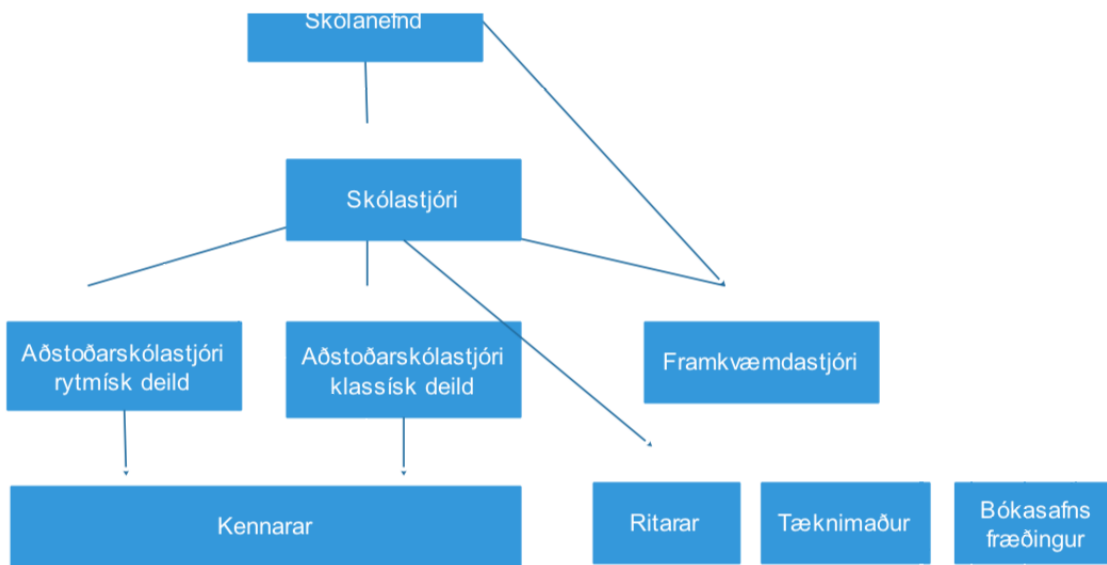 Skólanefnd
Skólastjóri
Aðstoðarskólastjóri
rytmísk deild
Aðstoðarskólastjóri
klassísk deild
Framkvæmdastjóri
Kennarar
Ritarar
Tæknimaður
Bókasafns
fræðingur